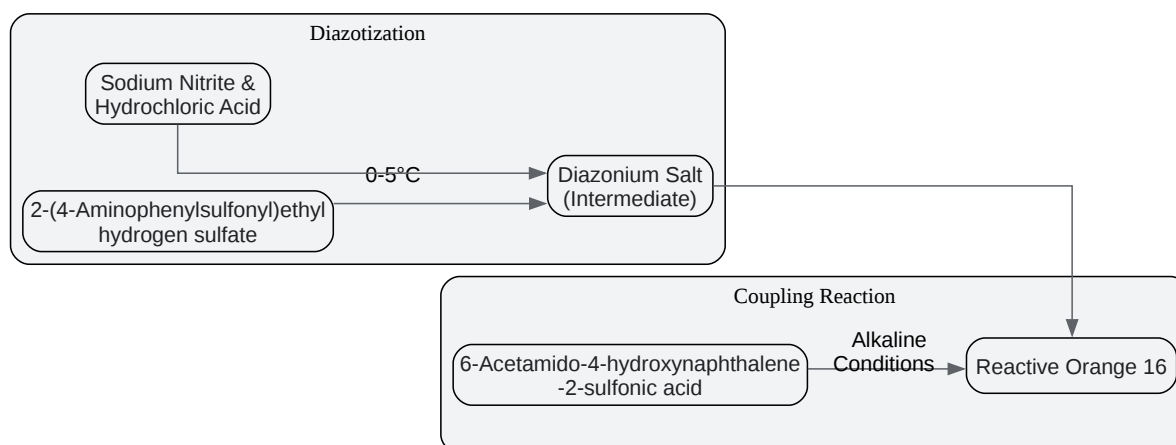 Diazotization
Sodium Nitrite &
Hydrochloric Acid
0-5°C
2-(4-Aminophenylsulfonyl)ethyl
hydrogen sulfate
Diazonium Salt
(Intermediate)
Coupling Reaction
6-Acetamido-4-hydroxynaphthalene
-2-sulfonic acid
Alkaline
Conditions
Reactive Orange 16